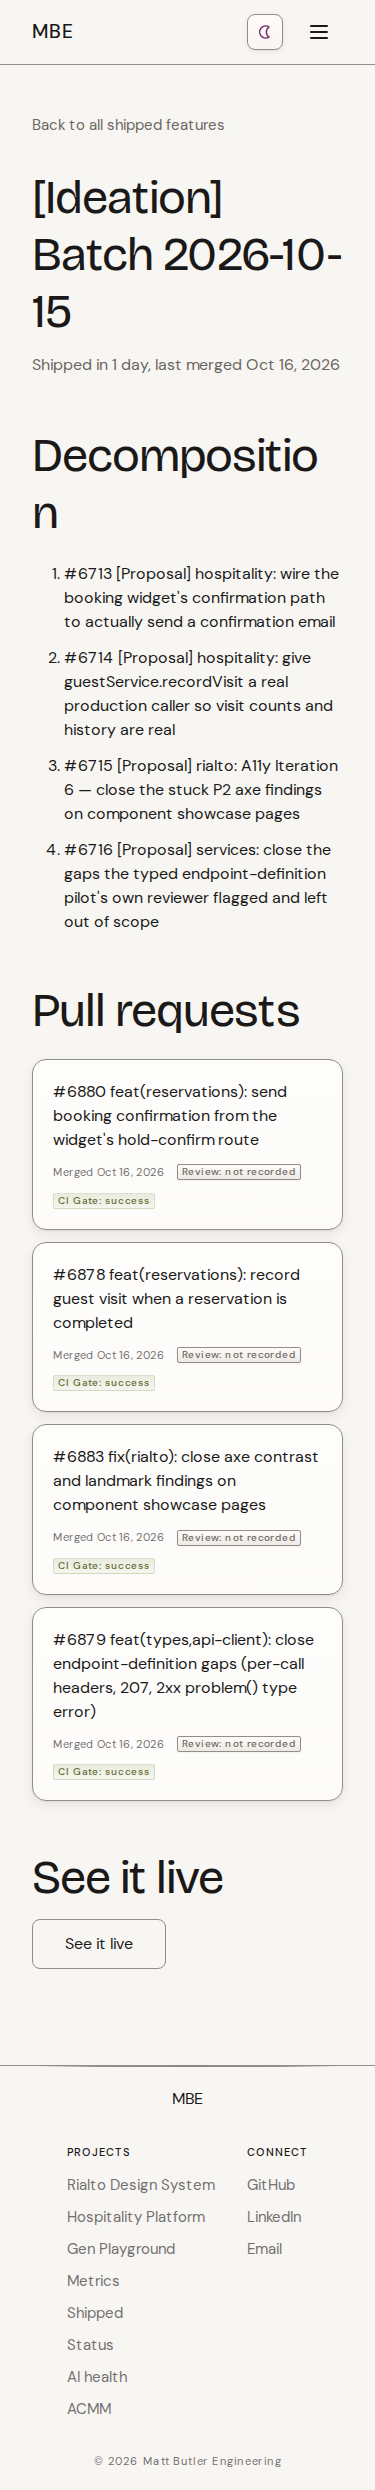 MBE
Back to all shipped features
[Ideation]
Batch 2026-10-
15
Shipped in 1 day, last merged Oct 16, 2026
Decompositio
n
1. #6713 [Proposal] hospitality: wire the
booking widget's confirmation path
to actually send a confirmation email
2. #6714 [Proposal] hospitality: give
guestService.recordVisit a real
production caller so visit counts and
history are real
3. #6715 [Proposal] rialto: A11y Iteration
6 — close the stuck P2 axe findings
on component showcase pages
4. #6716 [Proposal] services: close the
gaps the typed endpoint-definition
pilot's own reviewer flagged and left
out of scope
Pull requests
#6880 feat(reservations): send
booking confirmation from the
widget's hold-confirm route
Merged Oct 16, 2026 Review: not recorded
CI Gate: success
#6878 feat(reservations): record
guest visit when a reservation is
completed
Merged Oct 16, 2026 Review: not recorded
CI Gate: success
#6883 fix(rialto): close axe contrast
and landmark findings on
component showcase pages
Merged Oct 16, 2026 Review: not recorded
CI Gate: success
#6879 feat(types,api-client): close
endpoint-definition gaps (per-call
headers, 207, 2xx problem() type
error)
Merged Oct 16, 2026 Review: not recorded
CI Gate: success
See it live
See it live
MBE
PROJECTS
Rialto Design System
Hospitality Platform
Gen Playground
Metrics
Shipped
Status
AI health
ACMM
CONNECT
GitHub
LinkedIn
Email
© 2026 Matt Butler Engineering